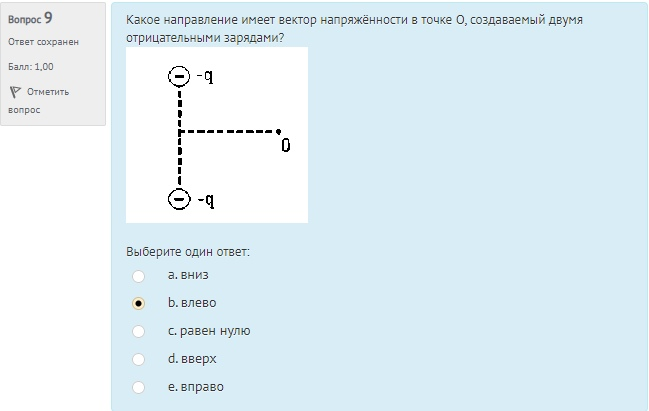 Вопрос 9
Ответ сохранен
Балл: 1,00
Отметить
вопрос
Какое направление имеет вектор напряжённости в точке О, создаваемый двумя
отрицательными зарядами?
-q
0
-q
Выберите один ответ:
a. вниз
b. влево
c. равен нулю
d. вверх
e. вправо